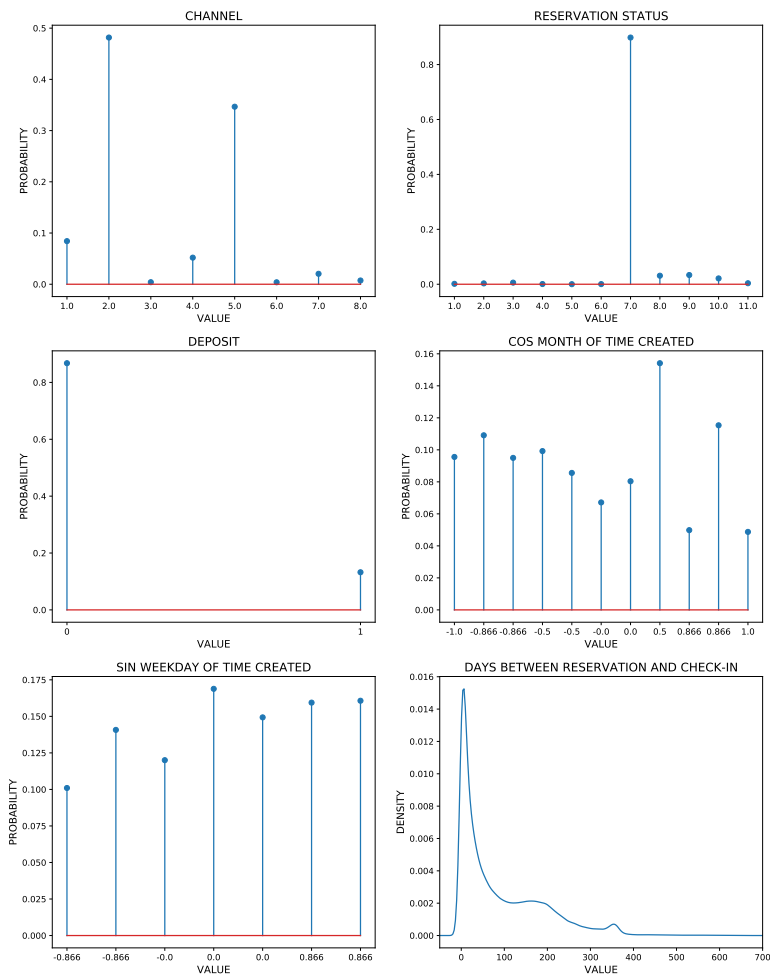 CHANNEL
0.5
0.4
0.3
0.2
0.1
0.0
PROBABILITY
1.0 2.0 3.0 4.0 5.0 6.0 7.0 8.0
VALUE
RESERVATION STATUS
0.8
0.6
0.4
0.2
0.0
PROBABILITY
1.0 2.0 3.0 4.0 5.0 6.0 7.0 8.0 9.0 10.0 11.0
VALUE
DEPOSIT
0.8
0.6
0.4
0.2
0.0
PROBABILITY
0 1
VALUE
COS MONTH OF TIME CREATED
0.16
0.14
0.12
0.10
0.08
0.06
0.04
0.02
0.00
PROBABILITY
-1.0 -0.866 -0.866 -0.5 -0.5 -0.0 0.0 0.5 0.866 0.866 1.0
VALUE
SIN WEEKDAY OF TIME CREATED
0.175
0.150
0.125
0.100
0.075
0.050
0.025
0.000
PROBABILITY
-0.866 -0.866 -0.0 0.0 0.0 0.866 0.866
VALUE
DAYS BETWEEN RESERVATION AND CHECK-IN
0.016
0.014
0.012
0.010
0.008
0.006
0.004
0.002
0.000
DENSITY
0 100 200 300 400 500 600 700
VALUE